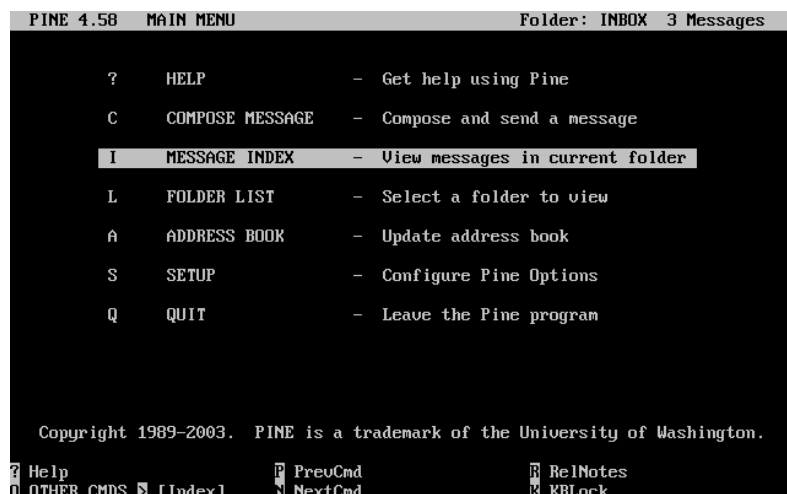 PINE 4.58 MAIN MENU Folder: INBOX 3 Messages
? HELP - Get help using Pine
C COMPOSE MESSAGE - Compose and send a message
I MESSAGE INDEX - View messages in current folder
L FOLDER LIST - Select a folder to view
A ADDRESS BOOK - Update address book
S SETUP - Configure Pine Options
Q QUIT - Leave the Pine program
Copyright 1989-2003. PINE is a trademark of the University of Washington.
? Help P PrevCmd R RelNotes
O OTHER CMDS > [Index] N NextCmd K KBLock